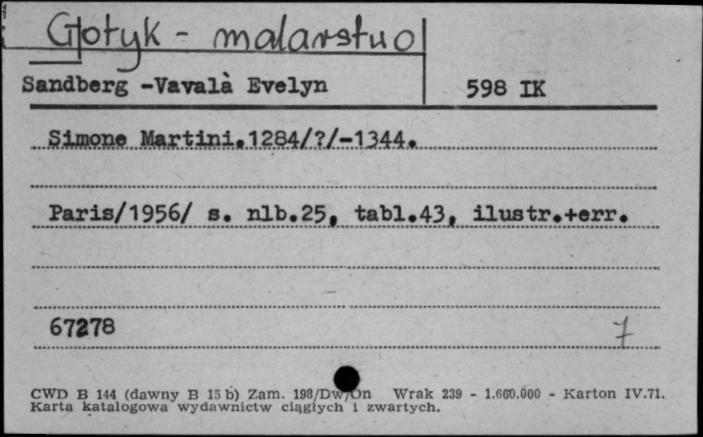 Gotyk - malarstwo
Sandberg -Vavalà Evelyn
598 IK
Simone Martini.1284/?/-1344.
Paris/1956/ s. nlb.25, tabl.43, ilustr.+err.
67278
7
CWD B 144 (dawny B 15 b) Zam. 198/Dw/On Wrak 239 - 1.660.000 - Karton IV.71.
Karta katalogowa wydawnictw ciągłych i zwartych.